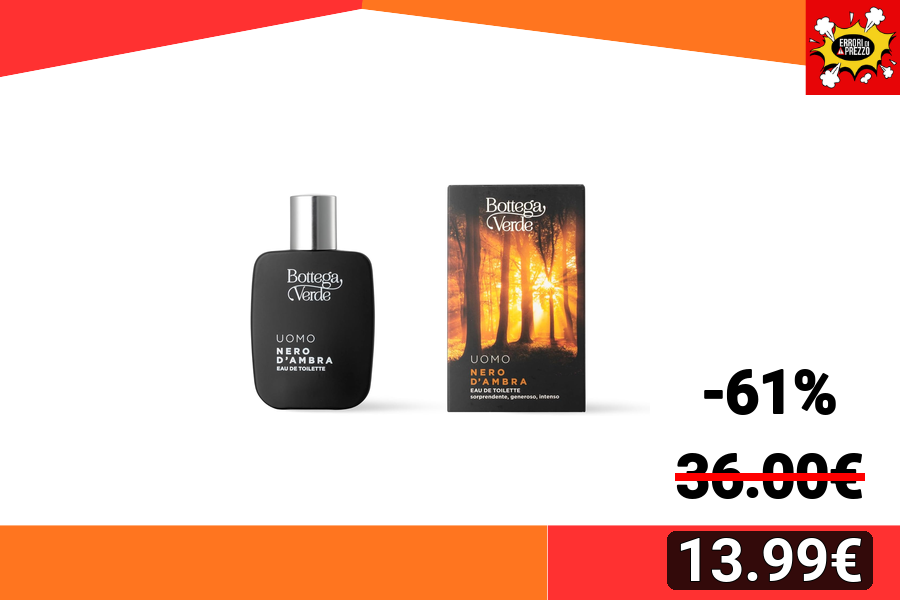 ERRORI DI
PREZZO
Bottega
Verde
UOMO
NERO
D'AMBRA
EAU DE TOILETTE
Bottega
Verde
UOMO
NERO
D'AMBRA
EAU DE TOILETTE
sorprendente, generoso, intenso
-61%
36.00€
13.99€